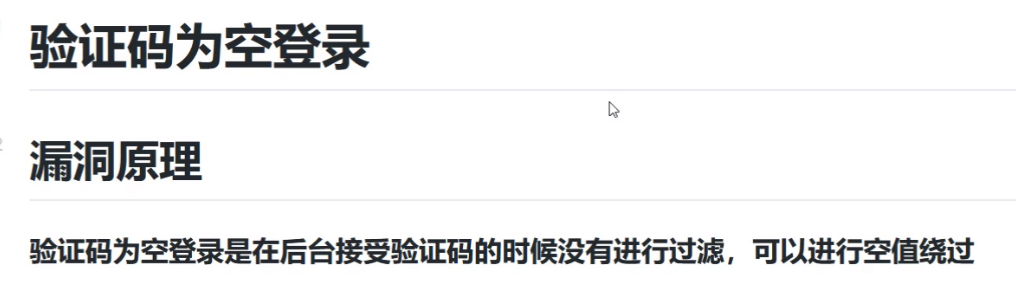 验证码为空登录
漏洞原理
验证码为空登录是在后台接受验证码的时候没有进行过滤，可以进行空值绕过